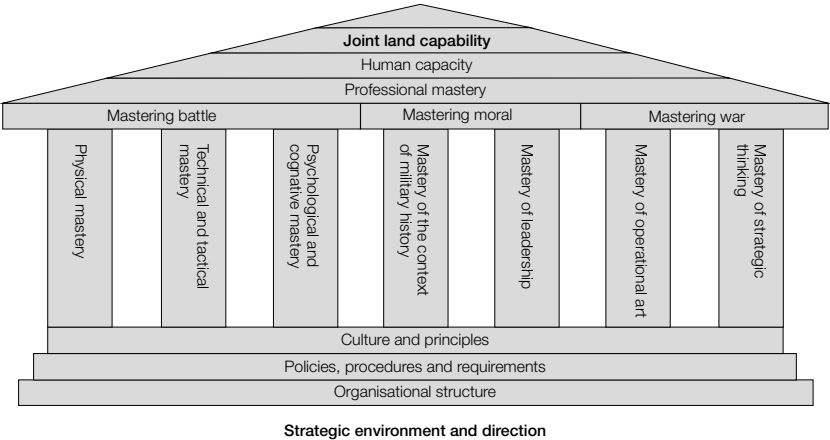 Joint land capability
Human capacity
Professional mastery
Mastering battle
Mastering moral
Mastering war
Physical mastery
Technical and tactical
mastery
Psychological and
cognative mastery
Mastery of the context
of military history
Mastery of leadership
Mastery of operational art
Mastery of strategic
thinking
Culture and principles
Policies, procedures and requirements
Organisational structure
Strategic environment and direction